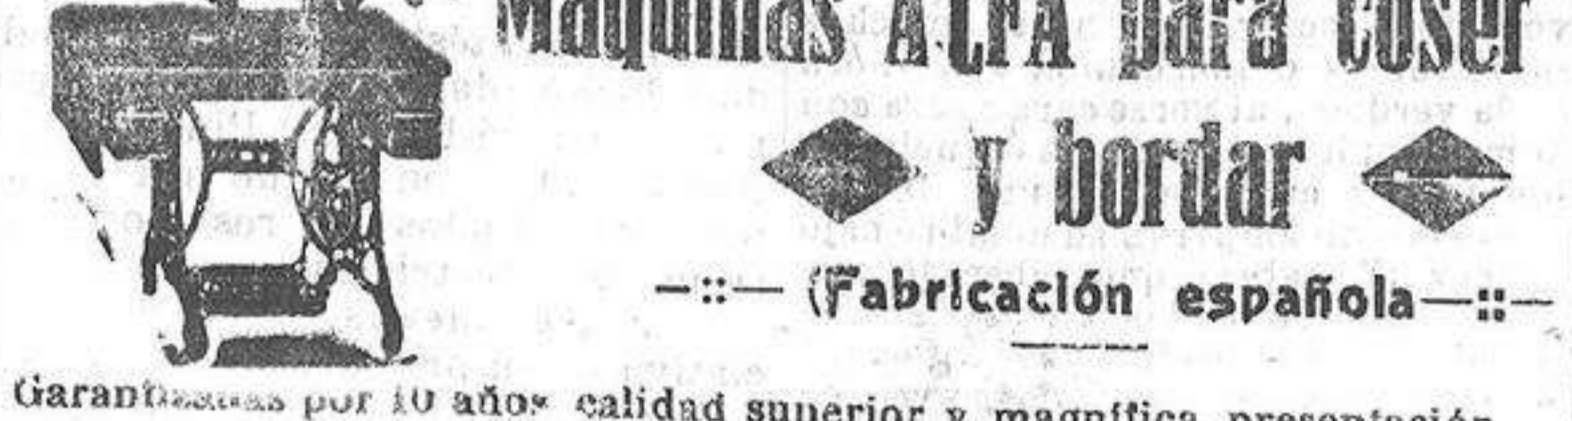 Máquinas ALFA para coser
y bordar
—::— Fabricación española—::—
Garantizadas por 10 años calidad superior y magnífica presentación